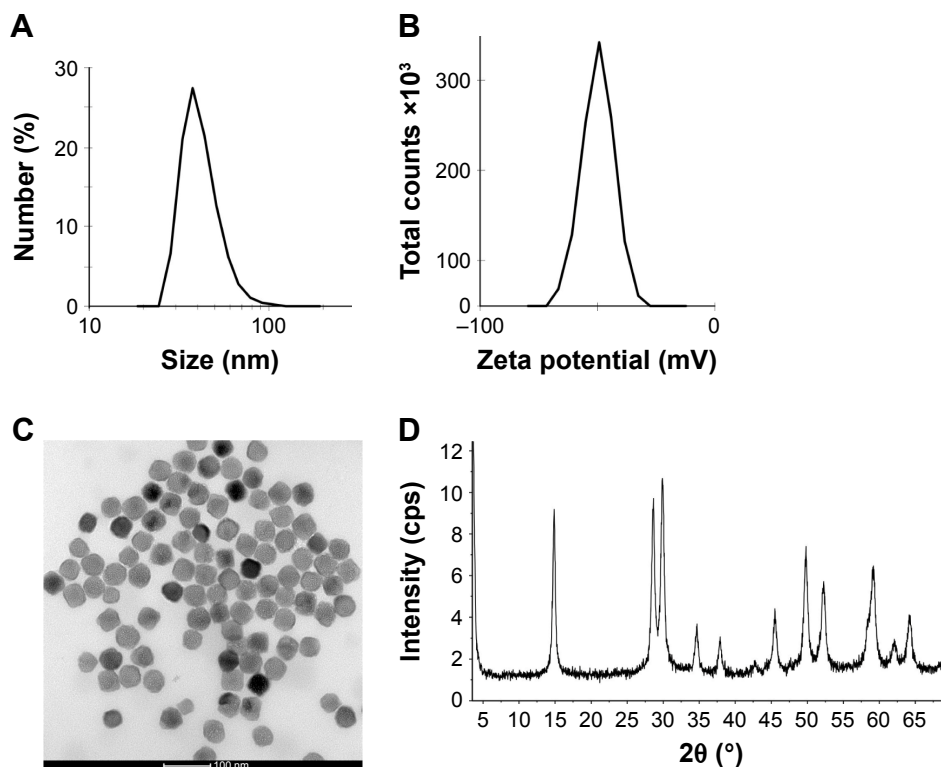 A
30
20
10
0
Number (%)
10
100
Size (nm)
B
300
200
100
0
Total counts ×10³
–100
0
Zeta potential (mV)
C
100 nm
D
12
10
8
6
4
2
0
Intensity (cps)
5 10 15 20 25 30 35 40 45 50 55 60 65
2θ (°)